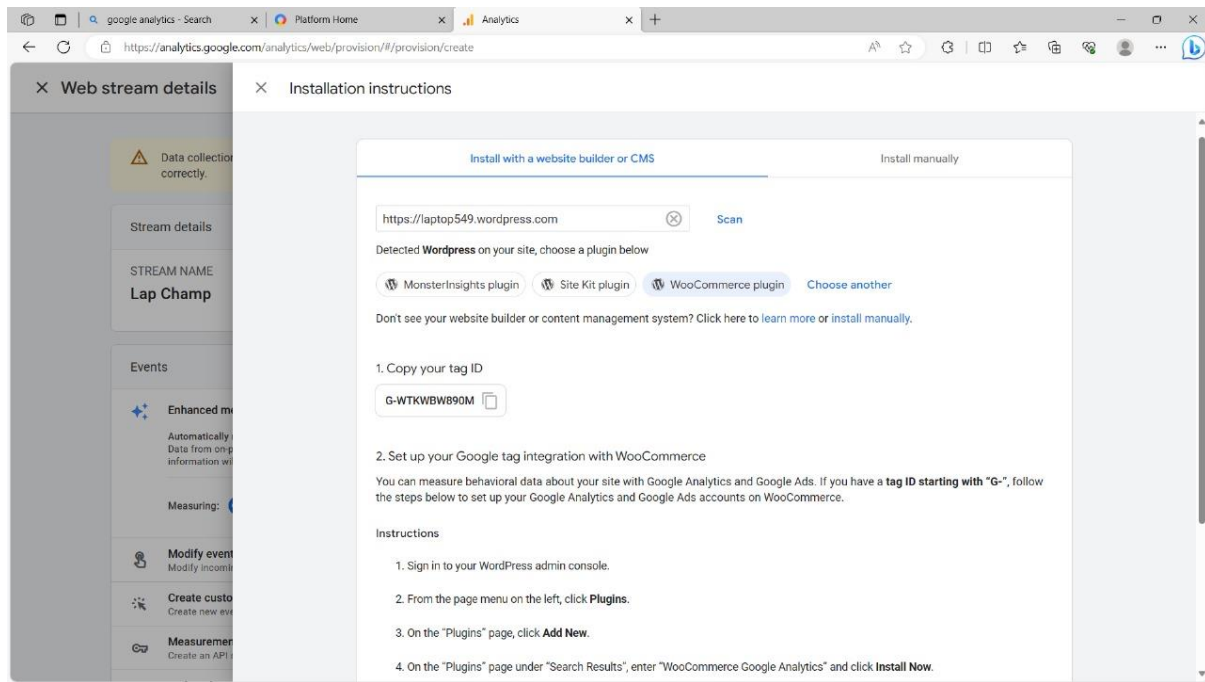 google analytics - Search
Platform Home
Analytics
https://analytics.google.com/analytics/web/provision/#/provision/create
Web stream details
Installation instructions
Data collection
correctly.
Install with a website builder or CMS
Install manually
Stream details
https://laptop549.wordpress.com
Scan
Detected Wordpress on your site, choose a plugin below
STREAM NAME
Lap Champ
MonsterInsights plugin
Site Kit plugin
WooCommerce plugin
Choose another
Don't see your website builder or content management system? Click here to learn more or install manually.
Events
1. Copy your tag ID
G-WTKWBW890M
Enhanced me
Automatically
Data from on-p
information wi
Measuring:
2. Set up your Google tag integration with WooCommerce
You can measure behavioral data about your site with Google Analytics and Google Ads. If you have a tag ID starting with "G-", follow
the steps below to set up your Google Analytics and Google Ads accounts on WooCommerce.
Instructions
Modify event
Modify incomi
1. Sign in to your WordPress admin console.
Create custo
Create new eve
2. From the page menu on the left, click Plugins.
3. On the "Plugins" page, click Add New.
Measuremen
Create an API
4. On the "Plugins" page under "Search Results", enter "WooCommerce Google Analytics" and click Install Now.